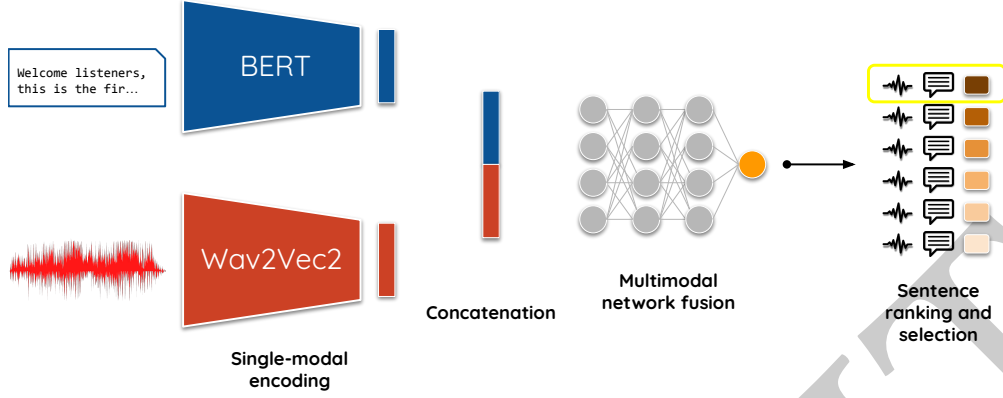 Welcome listeners,
this is the fir...
BERT
Wav2Vec2
Single-modal
encoding
Concatenation
Multimodal
network fusion
Sentence
ranking and
selection